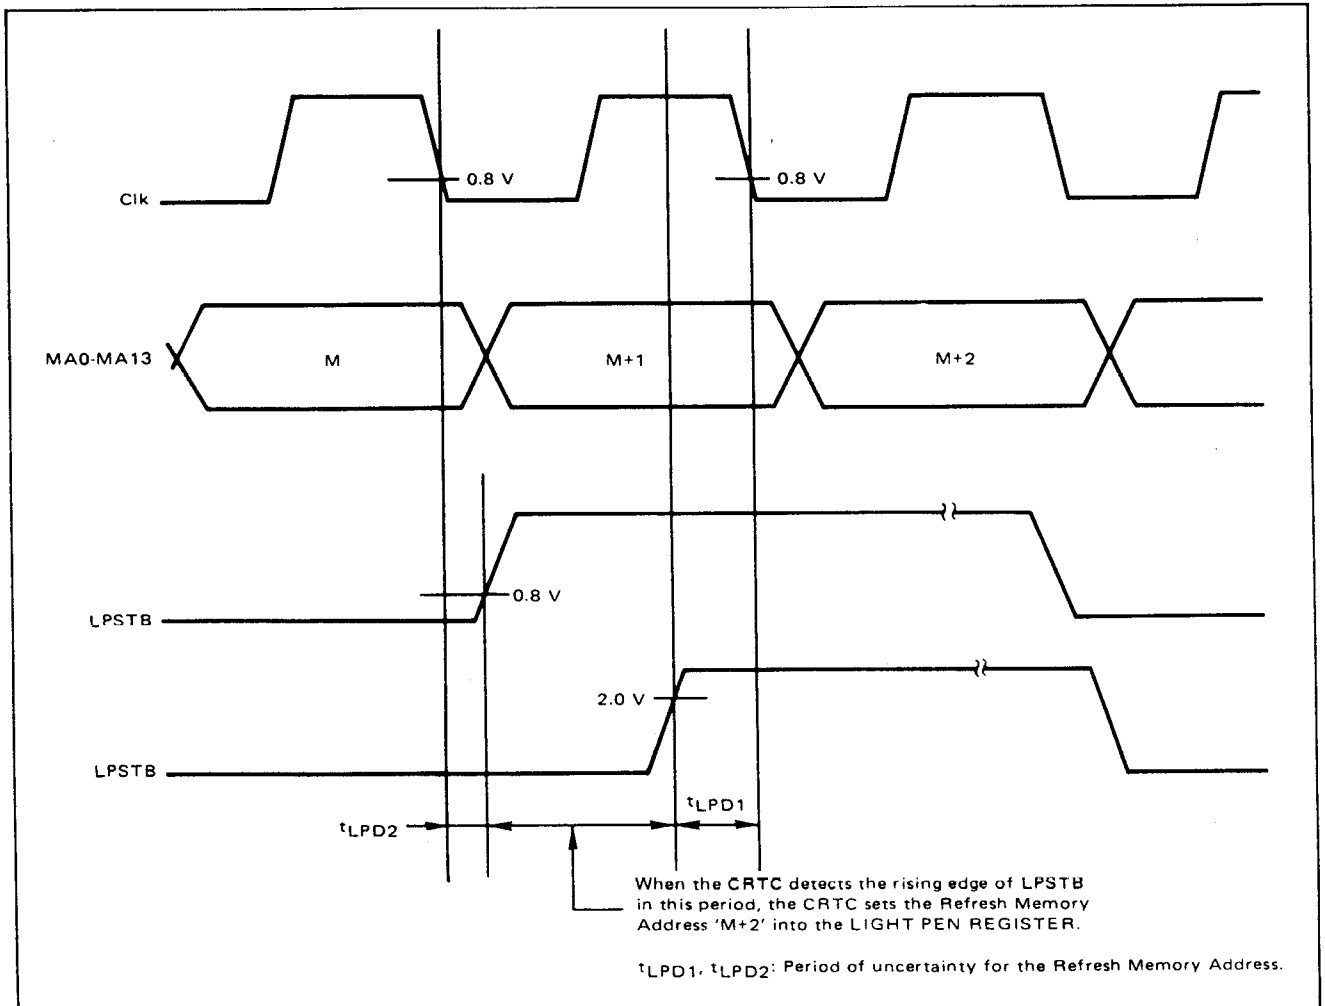 Clk
0.8 V
0.8 V
MA0-MA13
M
M+1
M+2
LPSTB
0.8 V
LPSTB
2.0 V
tLPD2
tLPD1
When the CRTC detects the rising edge of LPSTB
in this period, the CRTC sets the Refresh Memory
Address 'M+2' into the LIGHT PEN REGISTER.
tLPD1, tLPD2: Period of uncertainty for the Refresh Memory Address.